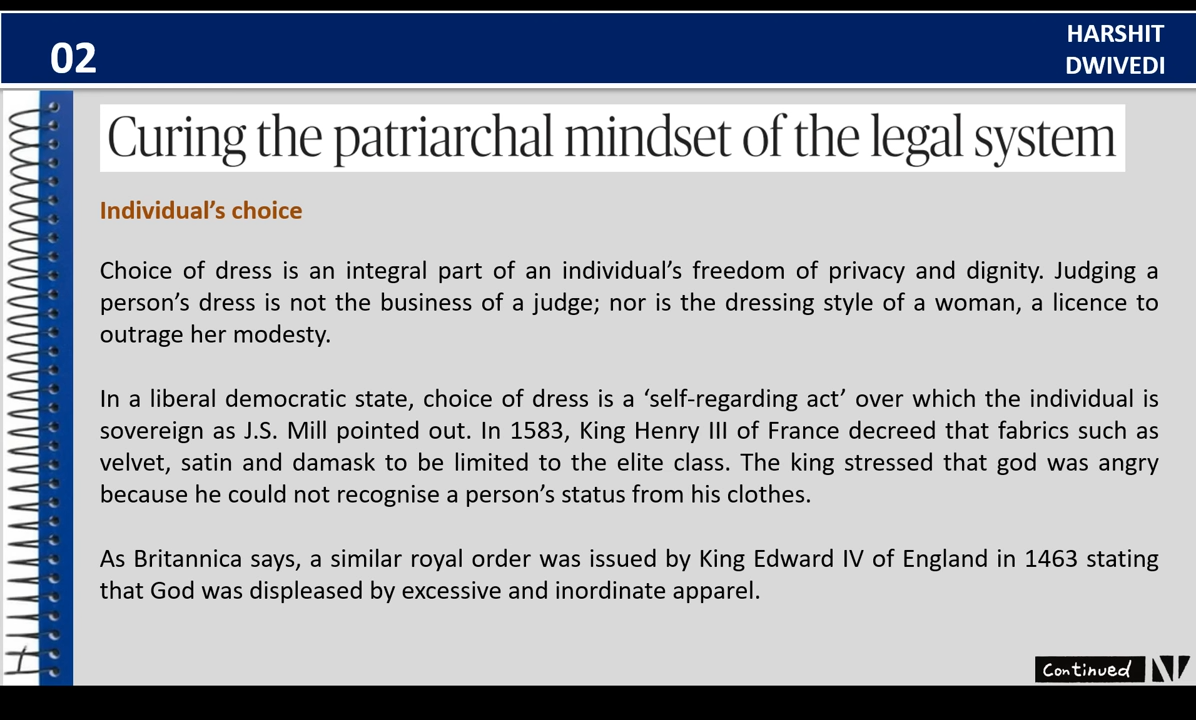 02
HARSHIT
DWIVEDI
Curing the patriarchal mindset of the legal system
Individual’s choice
Choice of dress is an integral part of an individual’s freedom of privacy and dignity. Judging a
person’s dress is not the business of a judge; nor is the dressing style of a woman, a licence to
outrage her modesty.
In a liberal democratic state, choice of dress is a ‘self-regarding act’ over which the individual is
sovereign as J.S. Mill pointed out. In 1583, King Henry III of France decreed that fabrics such as
velvet, satin and damask to be limited to the elite class. The king stressed that god was angry
because he could not recognise a person’s status from his clothes.
As Britannica says, a similar royal order was issued by King Edward IV of England in 1463 stating
that God was displeased by excessive and inordinate apparel.
Continued